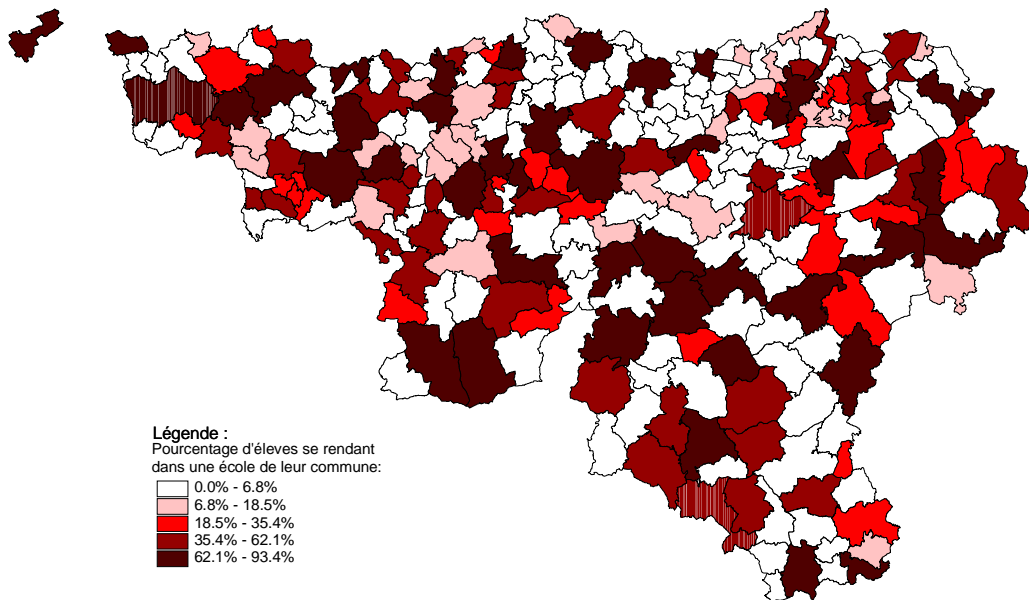 Légende :
Pourcentage d'éleves se rendant
dans une école de leur commune:
0.0% - 6.8%
6.8% - 18.5%
18.5% - 35.4%
35.4% - 62.1%
62.1% - 93.4%